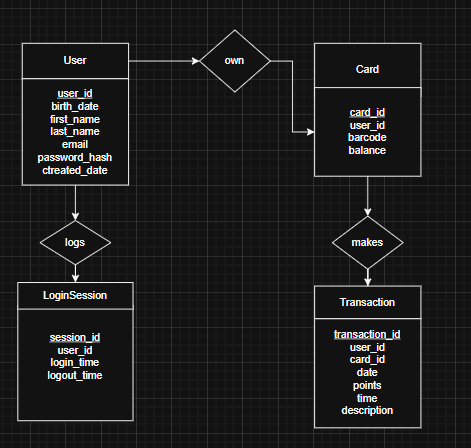 User
own
Card
user_id
birth_date
first_name
last_name
email
password_hash
ctreated_date
card_id
user_id
barcode
balance
logs
makes
LoginSession
session_id
user_id
login_time
logout_time
Transaction
transaction_id
user_id
card_id
date
points
time
description